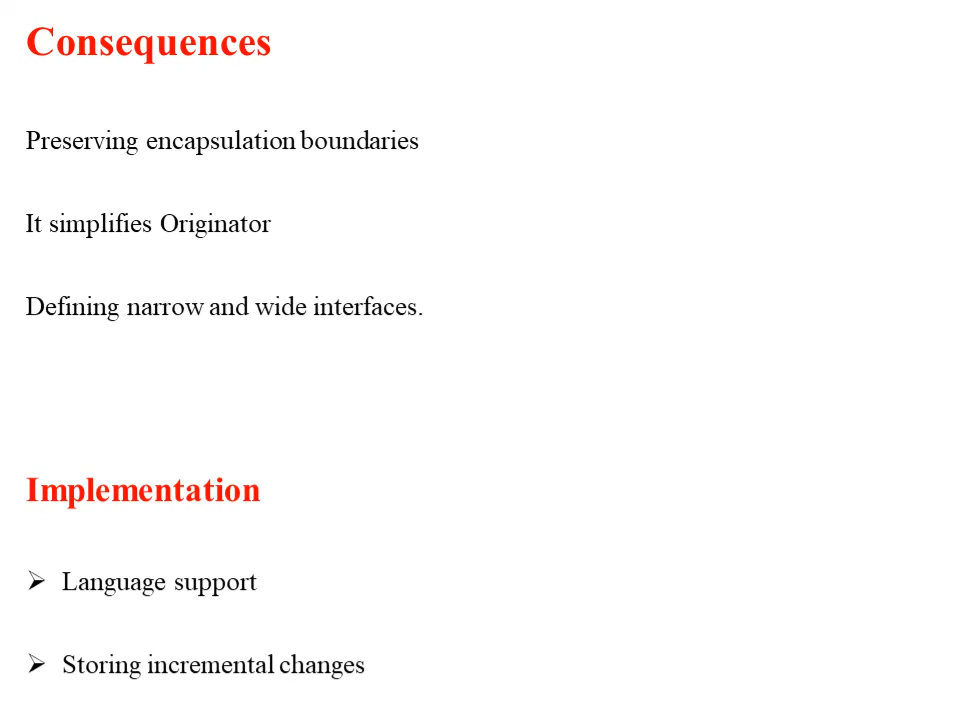 Consequences
Preserving encapsulation boundaries
It simplifies Originator
Defining narrow and wide interfaces.
Implementation
➢ Language support
➢ Storing incremental changes